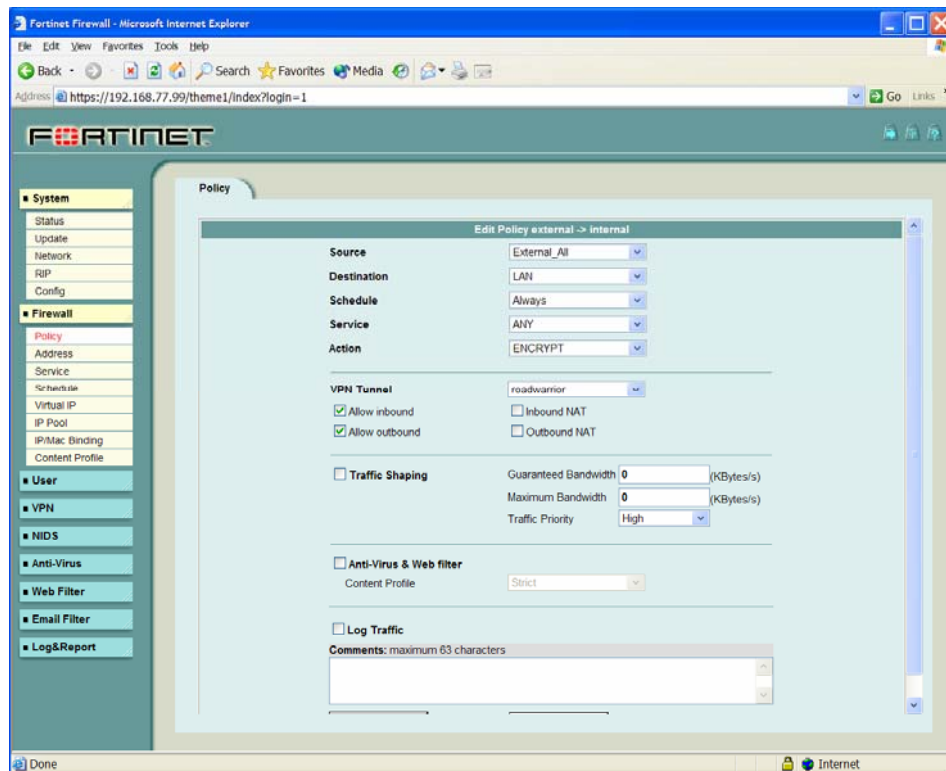 Fortinet Firewall - Microsoft Internet Explorer
File Edit View Favorites Tools Help
Back Search Favorites Media
Address https://192.168.77.99/theme1/index?login=1 Go Links
FORTINET
Policy
System
Status
Update
Network
RIP
Config
Firewall
Policy
Address
Service
Schedule
Virtual IP
IP Pool
IP/Mac Binding
Content Profile
User
VPN
NIDS
Anti-Virus
Web Filter
Email Filter
Log&Report
Edit Policy external -> internal
Source External_All
Destination LAN
Schedule Always
Service ANY
Action ENCRYPT
VPN Tunnel roadwarrior
Allow inbound Inbound NAT
Allow outbound Outbound NAT
Traffic Shaping Guaranteed Bandwidth 0 (KBytes/s)
Maximum Bandwidth 0 (KBytes/s)
Traffic Priority High
Anti-Virus & Web filter
Content Profile Strict
Log Traffic
Comments: maximum 63 characters
Done Internet